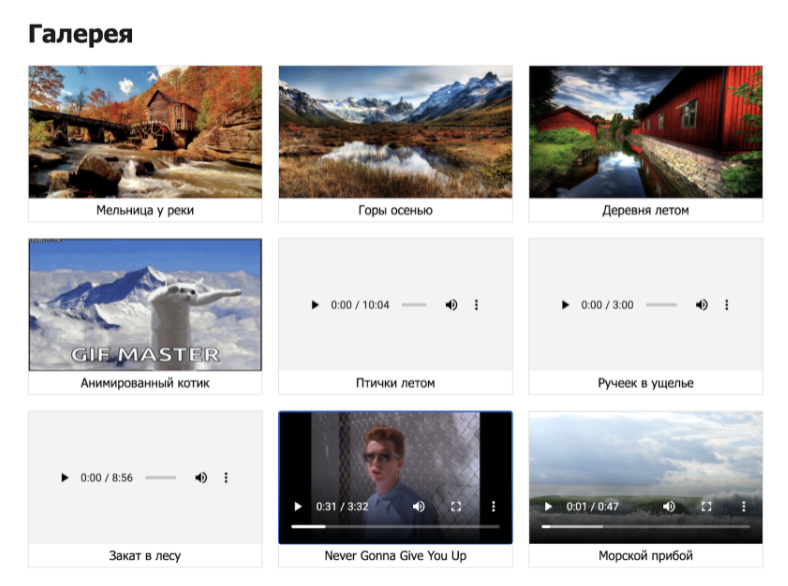 Галерея
Мельница у реки
Горы осенью
Деревня летом
GIF MASTER
Анимированный котик
0:00 / 10:04
Птички летом
0:00 / 3:00
Ручеек в ущелье
0:00 / 8:56
Закат в лесу
0:31 / 3:32
Never Gonna Give You Up
0:01 / 0:47
Морской прибой